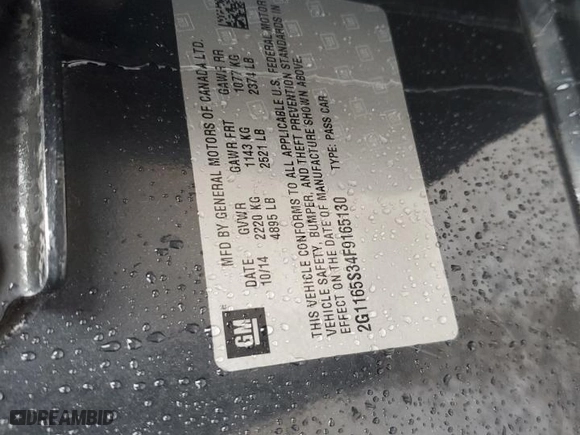 MFD BY GENERAL MOTORS OF CANADA LTD.
DATE GVWR GAWR FRT GAWR RR
10/14 2220 KG 1143 KG 1077 KG
4895 LB 2521 LB 2374 LB
THIS VEHICLE CONFORMS TO ALL APPLICABLE U.S. FEDERAL MOTOR
VEHICLE SAFETY, BUMPER, AND THEFT PREVENTION STANDARDS IN
EFFECT ON THE DATE OF MANUFACTURE SHOWN ABOVE.
2G1165S34F9165130 TYPE: PASS CAR
GM
DREAMBID